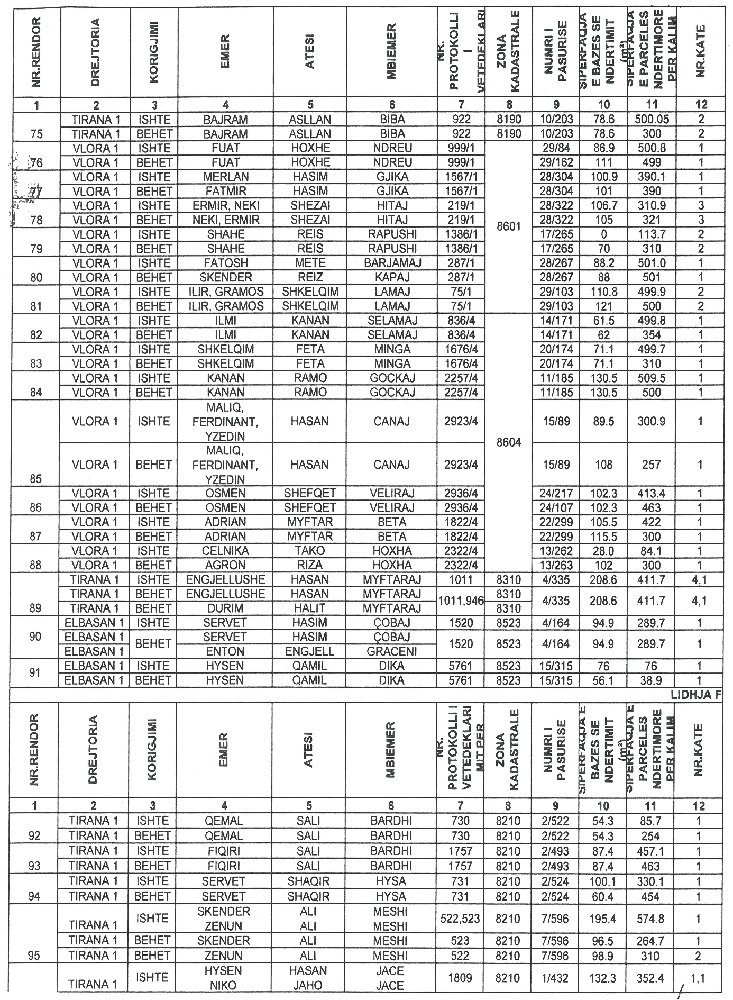 NR.RENDOR DREJTORIA KORIGJIMI EMER ATESI MBIEMER NR. PROTOKOLLI I VETEDEKLARI ZONA KADASTRALE NUMRI I PASURISE SIPERFAQJA E BAZES SE NDERTIMIT (m²) SIPERFAQJA E PARCELES NDERTIMORE PER KALIM NR.KATE
1 2 3 4 5 6 7 8 9 10 11 12
TIRANA 1 ISHTE BAJRAM ASLLAN BIBA 922 8190 10/203 78.6 500.05 2
75 TIRANA 1 BEHET BAJRAM ASLLAN BIBA 922 8190 10/203 78.6 300 2
VLORA 1 ISHTE FUAT HOXHE NDREU 999/1 29/84 86.9 500.8 1
76 VLORA 1 BEHET FUAT HOXHE NDREU 999/1 29/162 111 499 1
VLORA 1 ISHTE MERLAN HASIM GJIKA 1567/1 28/304 100.9 390.1 1
77 VLORA 1 BEHET FATMIR HASIM GJIKA 1567/1 28/304 101 390 1
VLORA 1 ISHTE ERMIR, NEKI SHEZAI HITAJ 219/1 28/322 106.7 310.9 3
78 VLORA 1 BEHET NEKI, ERMIR SHEZAI HITAJ 219/1 8601 28/322 105 321 3
VLORA 1 ISHTE SHAHE REIS RAPUSHI 1386/1 17/265 0 113.7 2
79 VLORA 1 BEHET SHAHE REIS RAPUSHI 1386/1 17/265 70 310 2
VLORA 1 ISHTE FATOSH METE BARJAMAJ 287/1 28/267 88.2 501.0 1
80 VLORA 1 BEHET SKENDER REIZ KAPAJ 287/1 28/267 88 501 1
VLORA 1 ISHTE ILIR, GRAMOS SHKELQIM LAMAJ 75/1 29/103 110.8 499.9 2
81 VLORA 1 BEHET ILIR, GRAMOS SHKELQIM LAMAJ 75/1 29/103 121 500 2
VLORA 1 ISHTE ILMI KANAN SELAMAJ 836/4 14/171 61.5 499.8 1
82 VLORA 1 BEHET ILMI KANAN SELAMAJ 836/4 14/171 62 354 1
VLORA 1 ISHTE SHKELQIM FETA MINGA 1676/4 20/174 71.1 499.7 1
83 VLORA 1 BEHET SHKELQIM FETA MINGA 1676/4 20/174 71.1 310 1
VLORA 1 ISHTE KANAN RAMO GOCKAJ 2257/4 11/185 130.5 509.5 1
84 VLORA 1 BEHET KANAN RAMO GOCKAJ 2257/4 11/185 130.5 500 1
MALIQ,
VLORA 1 ISHTE FERDINANT, HASAN CANAJ 2923/4 15/89 89.5 300.9 1
YZEDIN
8604
MALIQ,
VLORA 1 BEHET FERDINANT, HASAN CANAJ 2923/4 15/89 108 257 1
85 YZEDIN
VLORA 1 ISHTE OSMEN SHEFQET VELIRAJ 2936/4 24/217 102.3 413.4 1
86 VLORA 1 BEHET OSMEN SHEFQET VELIRAJ 2936/4 24/107 102.3 463 1
VLORA 1 ISHTE ADRIAN MYFTAR BETA 1822/4 22/299 105.5 422 1
87 VLORA 1 BEHET ADRIAN MYFTAR BETA 1822/4 22/299 115.5 300 1
VLORA 1 ISHTE CELNIKA TAKO HOXHA 2322/4 13/262 28.0 84.1 1
88 VLORA 1 BEHET AGRON RIZA HOXHA 2322/4 13/263 102 300 1
TIRANA 1 ISHTE ENGJELLUSHE HASAN MYFTARAJ 1011 8310 4/335 208.6 411.7 4,1
TIRANA 1 BEHET ENGJELLUSHE HASAN MYFTARAJ 1011,946 8310 4/335 208.6 411.7 4,1
89 TIRANA 1 BEHET DURIM HALIT MYFTARAJ 8310
ELBASAN 1 ISHTE SERVET HASIM ÇOBAJ 1520 8523 4/164 94.9 289.7 1
90 ELBASAN 1 BEHET SERVET HASIM ÇOBAJ 1520 8523 4/164 94.9 289.7 1
ELBASAN 1 ENTON ENGJELL GRACENI
91 ELBASAN 1 ISHTE HYSEN QAMIL DIKA 5761 8523 15/315 76 76 1
ELBASAN 1 BEHET HYSEN QAMIL DIKA 5761 8523 15/315 56.1 38.9 1
LIDHJA F
NR.RENDOR DREJTORIA KORIGJIMI EMER ATESI MBIEMER NR. PROTOKOLLI I VETEDEKLARI MIT PER ZONA KADASTRALE NUMRI I PASURISE SIPERFAQJA E BAZES SE NDERTIMIT (m²) SIPERFAQJA E PARCELES NDERTIMORE PER KALIM NR.KATE
1 2 3 4 5 6 7 8 9 10 11 12
TIRANA 1 ISHTE QEMAL SALI BARDHI 730 8210 2/522 54.3 85.7 1
92 TIRANA 1 BEHET QEMAL SALI BARDHI 730 8210 2/522 54.3 254 1
TIRANA 1 ISHTE FIQIRI SALI BARDHI 1757 8210 2/493 87.4 457.1 1
93 TIRANA 1 BEHET FIQIRI SALI BARDHI 1757 8210 2/493 87.4 463 1
TIRANA 1 ISHTE SERVET SHAQIR HYSA 731 8210 2/524 100.1 330.1 1
94 TIRANA 1 BEHET SERVET SHAQIR HYSA 731 8210 2/524 60.4 454 1
ISHTE SKENDER ALI MESHI 522,523 8210 7/596 195.4 574.8 1
TIRANA 1 ZENUN ALI MESHI
TIRANA 1 BEHET SKENDER ALI MESHI 523 8210 7/596 96.5 264.7 1
95 TIRANA 1 BEHET ZENUN ALI MESHI 522 8210 7/596 98.9 310 2
ISHTE HYSEN HASAN JACE 1809 8210 1/432 132.3 352.4 1,1
TIRANA 1 NIKO JAHO JACE